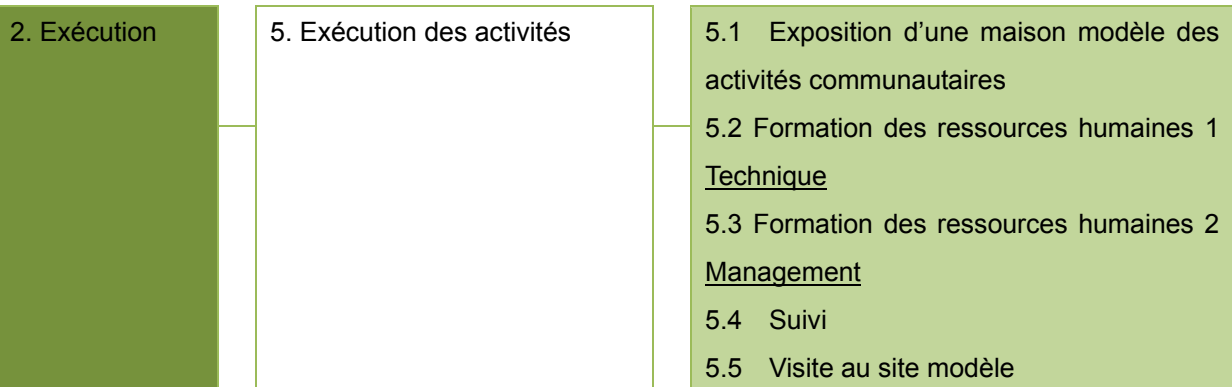 2. Exécution
5. Exécution des activités
5.1 Exposition d’une maison modèle des
activités communautaires
5.2 Formation des ressources humaines 1
Technique
5.3 Formation des ressources humaines 2
Management
5.4 Suivi
5.5 Visite au site modèle